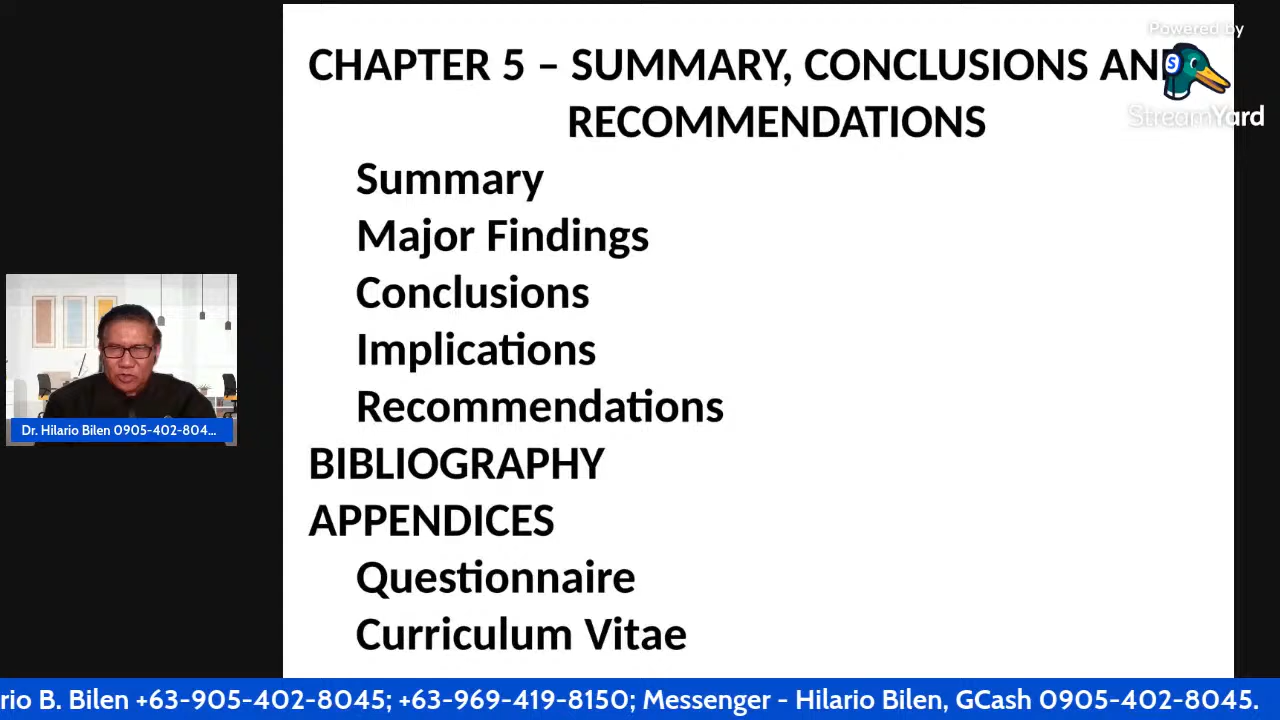 Powered by
CHAPTER 5 – SUMMARY, CONCLUSIONS AND
RECOMMENDATIONS
S
StreamYard
Summary
Major Findings
Conclusions
Implications
Recommendations
BIBLIOGRAPHY
APPENDICES
Questionnaire
Curriculum Vitae
Dr. Hilario Bilen 0905-402-804...
rio B. Bilen +63-905-402-8045; +63-969-419-8150; Messenger - Hilario Bilen, GCash 0905-402-8045.